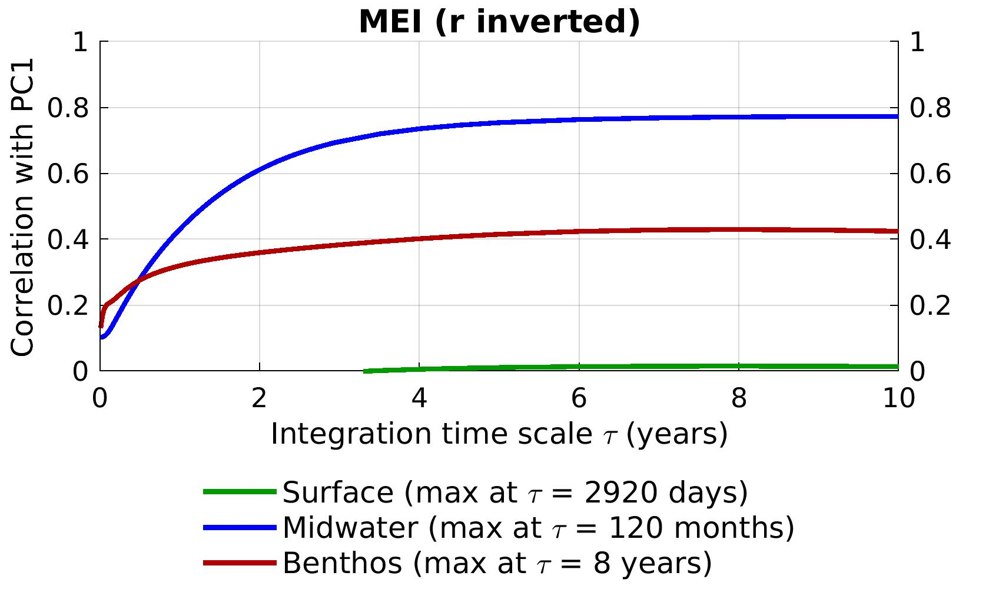 MEI (r inverted)
Correlation with PC1
1
0.8
0.6
0.4
0.2
0
1
0.8
0.6
0.4
0.2
0
0 2 4 6 8 10
Integration time scale τ (years)
Surface (max at τ = 2920 days)
Midwater (max at τ = 120 months)
Benthos (max at τ = 8 years)